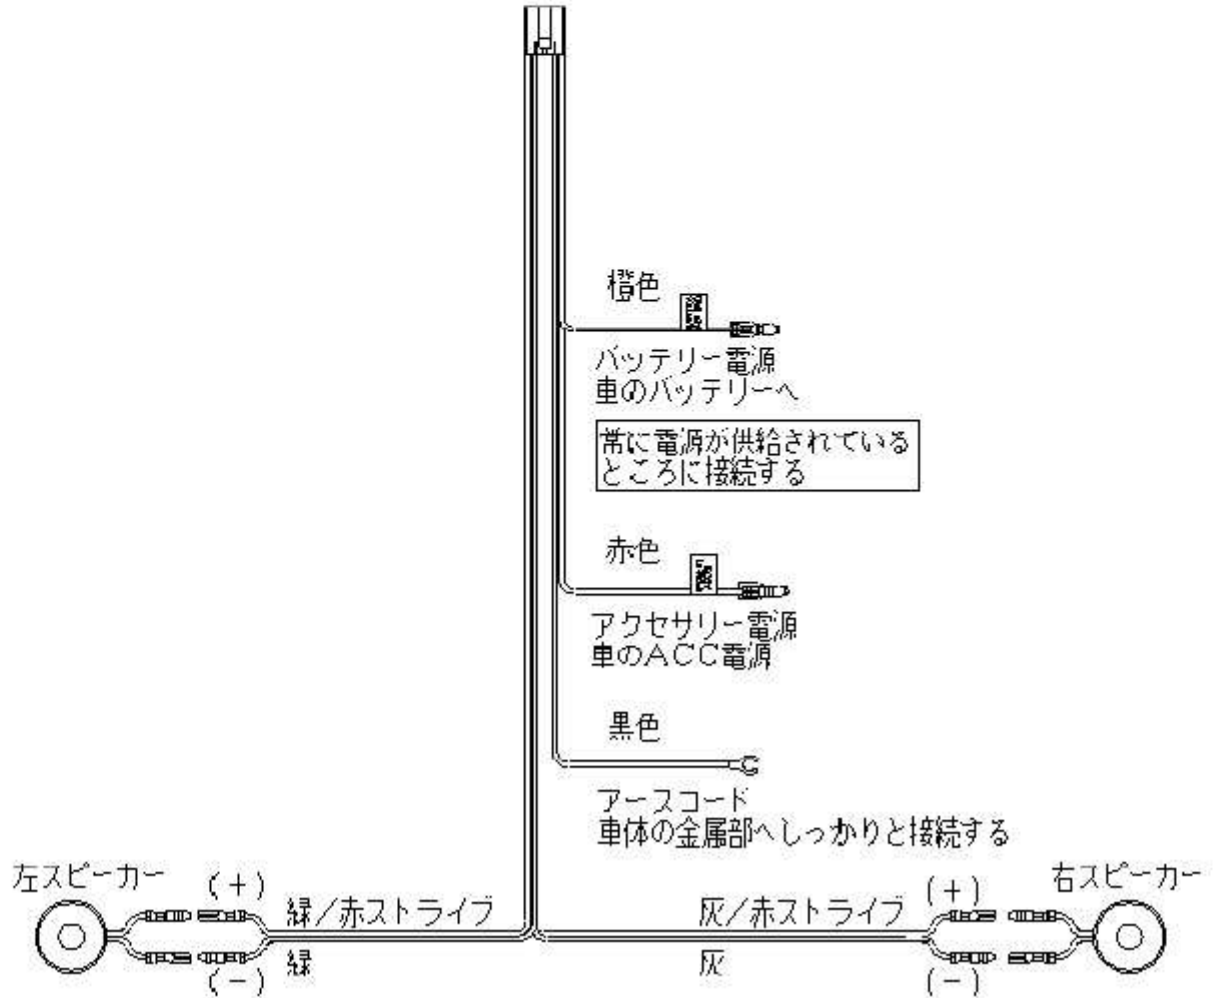 橙色
バッテリー電源
車のバッテリーへ
常に電源が供給されている
ところに接続する
赤色
アクセサリー電源
車のACC電源
黒色
アースコード
車体の金属部へしっかりと接続する
左スピーカー
(+)
緑/赤ストライブ
緑
(-)
灰/赤ストライブ
灰
(+)
(-)
右スピーカー